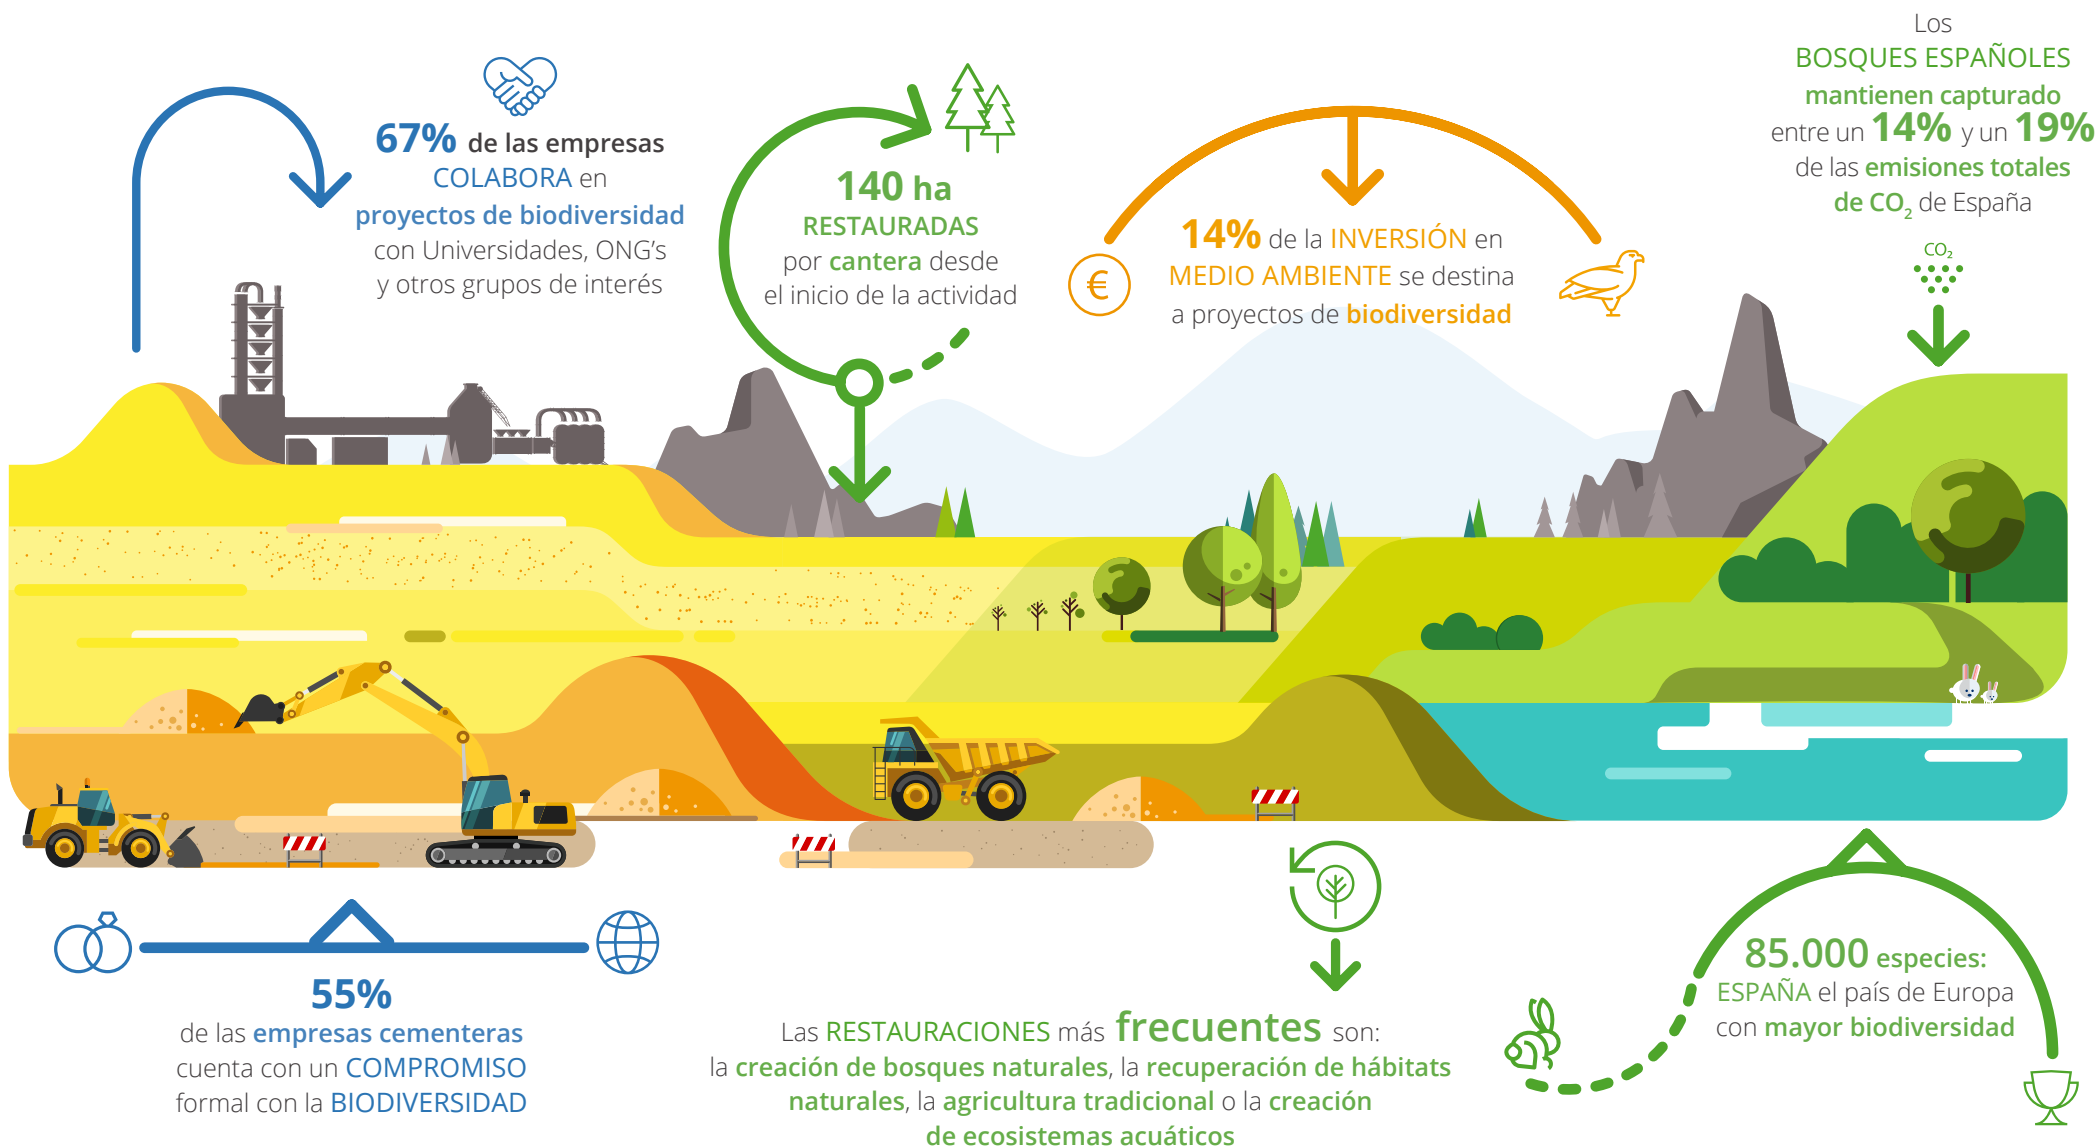 67% de las empresas
COLABORA en
proyectos de biodiversidad
con Universidades, ONG's
y otros grupos de interés
140 ha
RESTAURADAS
por cantera desde
el inicio de la actividad
€
14% de la INVERSIÓN en
MEDIO AMBIENTE se destina
a proyectos de biodiversidad
Los
BOSQUES ESPAÑOLES
mantienen capturado
entre un 14% y un 19%
de las emisiones totales
de CO₂ de España
CO₂
55%
de las empresas cementeras
cuenta con un COMPROMISO
formal con la BIODIVERSIDAD
Las RESTAURACIONES más frecuentes son:
la creación de bosques naturales, la recuperación de hábitats
naturales, la agricultura tradicional o la creación
de ecosistemas acuáticos
85.000 especies:
ESPAÑA el país de Europa
con mayor biodiversidad